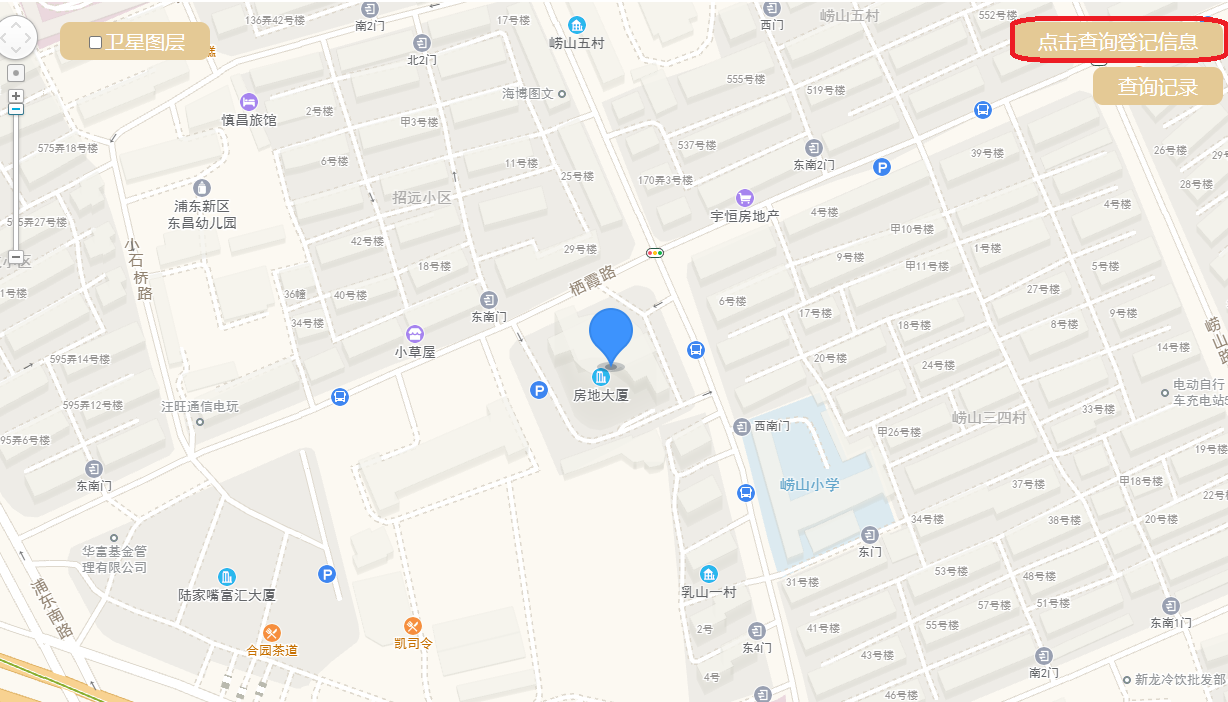 136弄42号楼
南2门
17号楼
崂山五村
西门
崂山五村
552号楼
卫星图层
北2门
点击查询登记信息
555号楼
519号楼
查询记录
海博图文
慎昌旅馆
2号楼
甲3号楼
575弄18号楼
537号楼
39号楼
26号楼
6号楼
11号楼
25号楼
170弄3号楼
东南2门
28号楼
浦东新区
东昌幼儿园
招远小区
宇恒房地产
4号楼
4号楼
甲10号楼
42号楼
29号楼
1号楼
9号楼
甲11号楼
5号楼
小石桥路
18号楼
栖霞路
36幢
40号楼
27号楼
6号楼
东南门
17号楼
9号楼
34号楼
18号楼
8号楼
小草屋
14号楼
崂山路
595弄14号楼
20号楼
24号楼
房地大厦
电动自行
车充电站
595弄12号楼
汪旺通信电玩
33号楼
崂山三四村
西南门
甲26号楼
19号楼
东南门
崂山小学
37号楼
甲18号楼
22号楼
34号楼
38号楼
20号楼
华富基金管
理有限公司
东门
陆家嘴富汇大厦
乳山一村
31号楼
53号楼
48号楼
浦东南路
57号楼
51号楼
东南1门
合园茶道
凯司令
2号
东4门
41号楼
55号楼
43号楼
南2门
4号
46号楼
新龙冷饮批发部